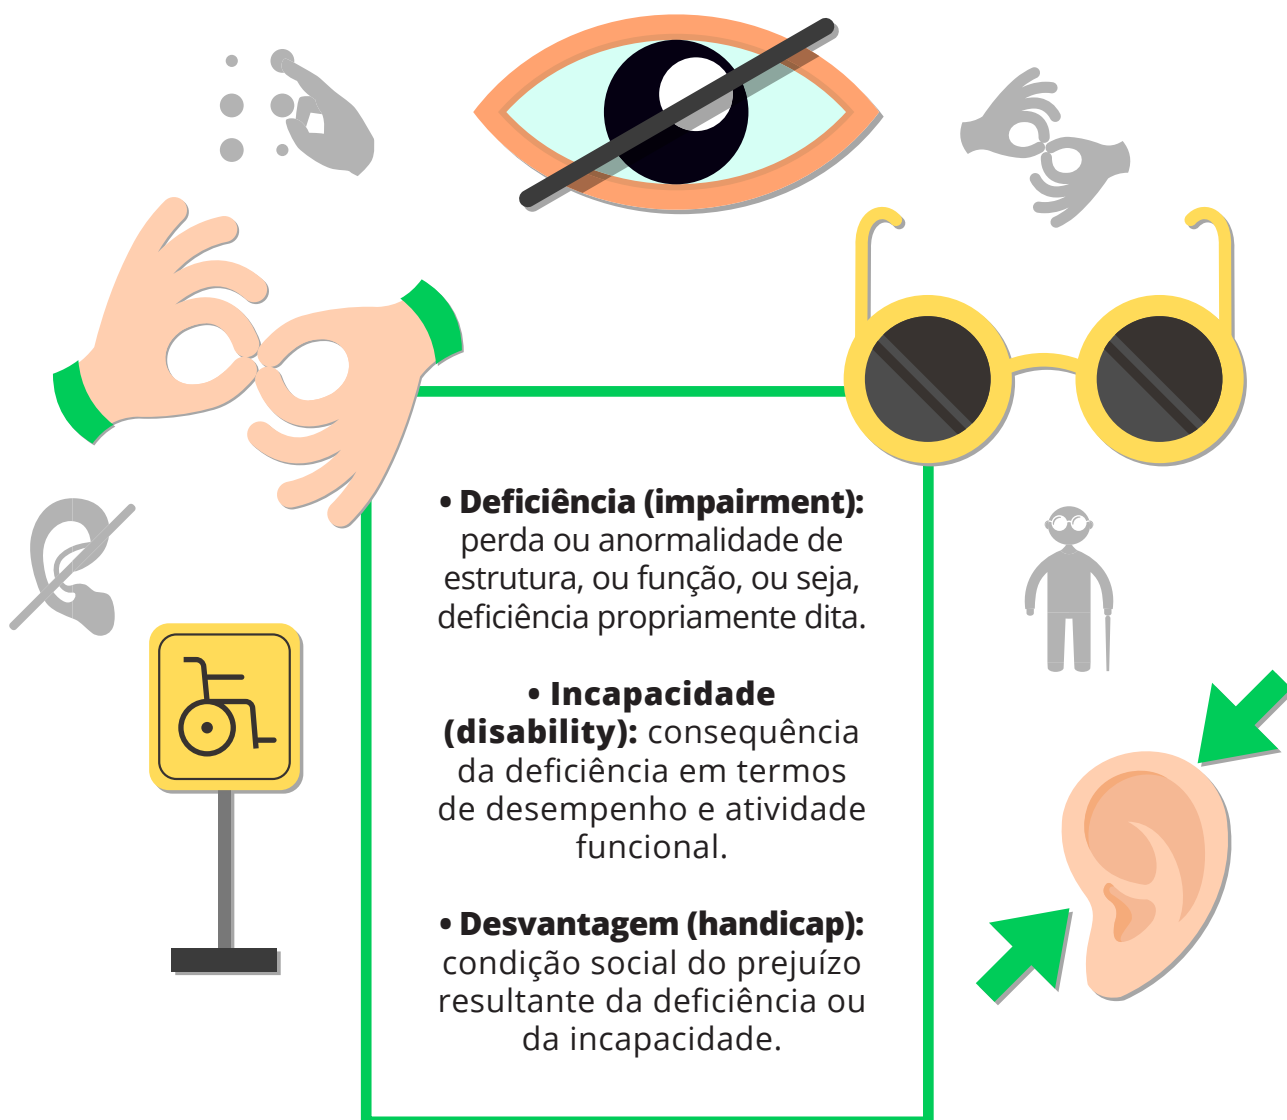 • Deficiência (impairment):
perda ou anormalidade de
estrutura, ou função, ou seja,
deficiência propriamente dita.
• Incapacidade
(disability): consequência
da deficiência em termos
de desempenho e atividade
funcional.
• Desvantagem (handicap):
condição social do prejuízo
resultante da deficiência ou
da incapacidade.